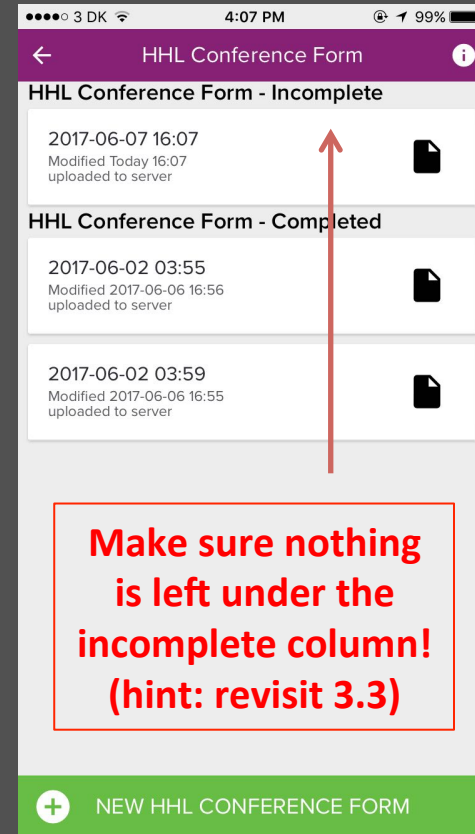 3 DK 4:07 PM 99%
HHL Conference Form
HHL Conference Form - Incomplete
2017-06-07 16:07
Modified Today 16:07
uploaded to server
HHL Conference Form - Completed
2017-06-02 03:55
Modified 2017-06-06 16:56
uploaded to server
2017-06-02 03:59
Modified 2017-06-06 16:55
uploaded to server
Make sure nothing
is left under the
incomplete column!
(hint: revisit 3.3)
NEW HHL CONFERENCE FORM